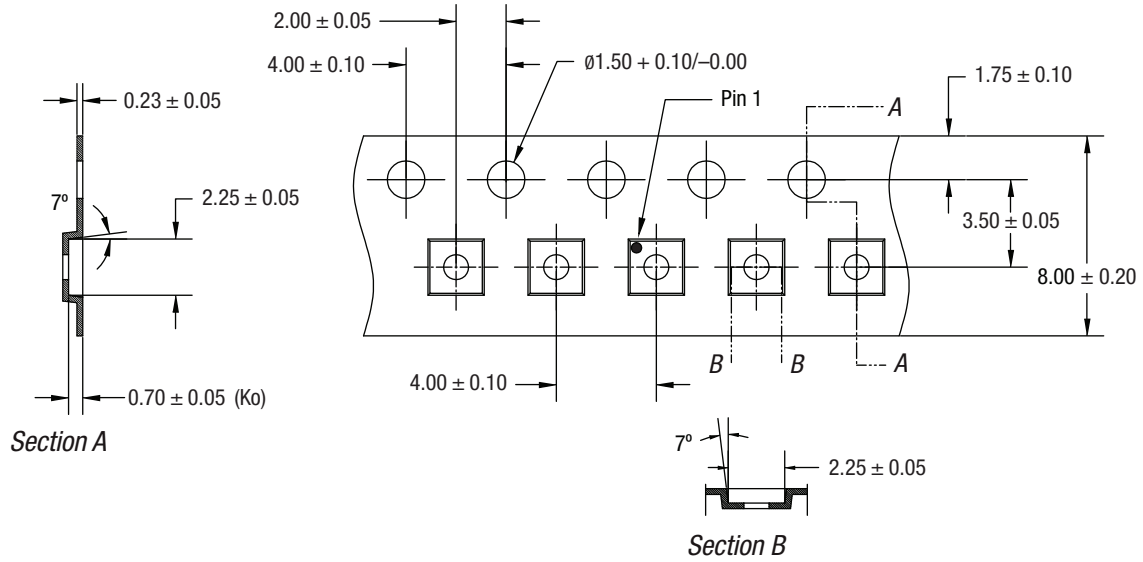 2.00 ± 0.05
4.00 ± 0.10
Ø1.50 + 0.10/–0.00
1.75 ± 0.10
0.23 ± 0.05
Pin 1
A
7º
2.25 ± 0.05
3.50 ± 0.05
8.00 ± 0.20
B
B
A
4.00 ± 0.10
0.70 ± 0.05 (Ko)
Section A
7º
2.25 ± 0.05
Section B